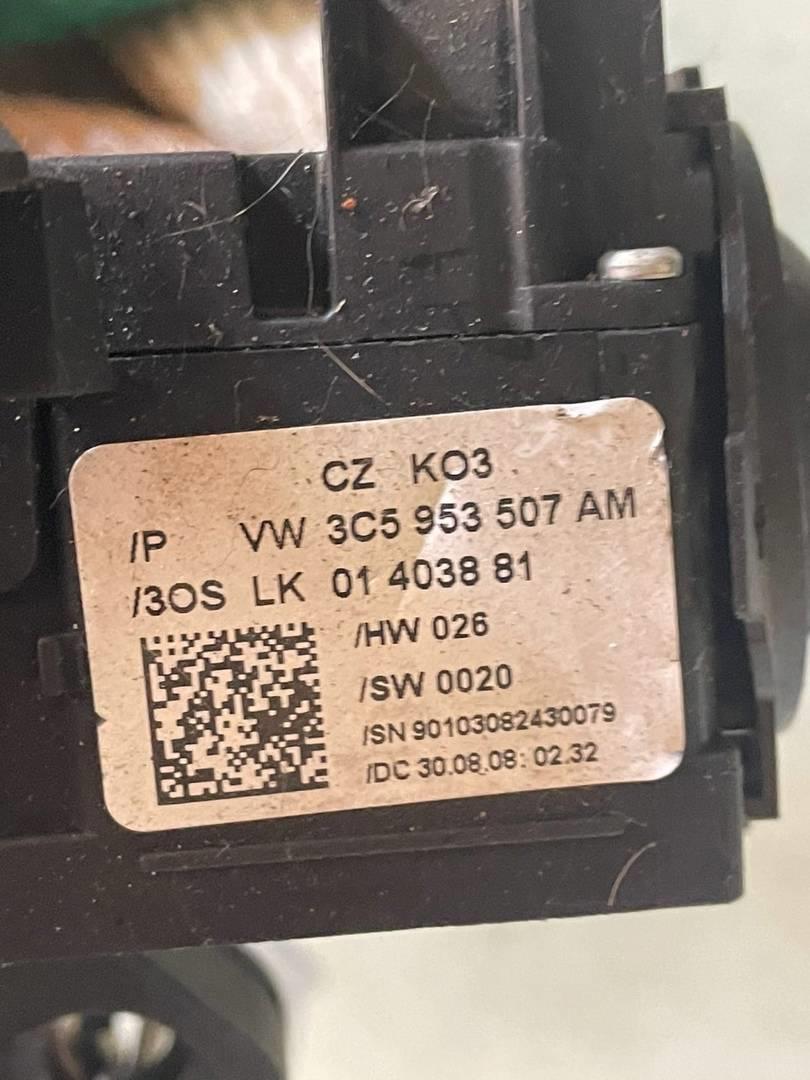 CZ KO3
/P VW 3C5 953 507 AM
/3OS LK 01 4038 81
/HW 026
/SW 0020
/SN 90103082430079
/DC 30.08.08: 02.32